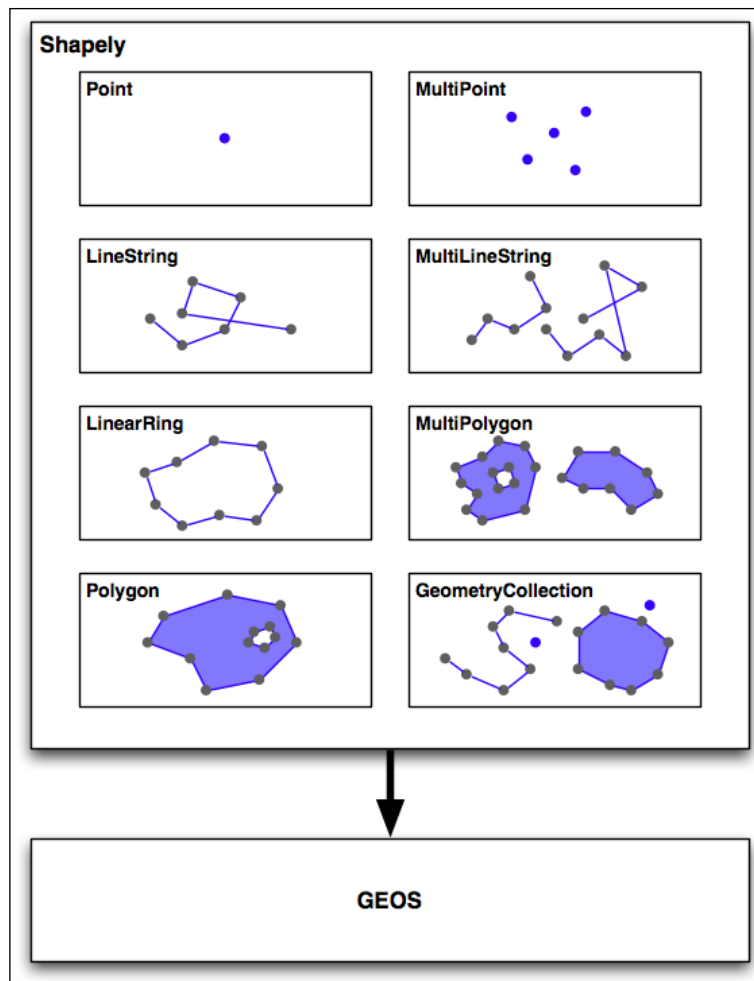 Shapely
Point
MultiPoint
LineString
MultiLineString
LinearRing
MultiPolygon
Polygon
GeometryCollection
GEOS